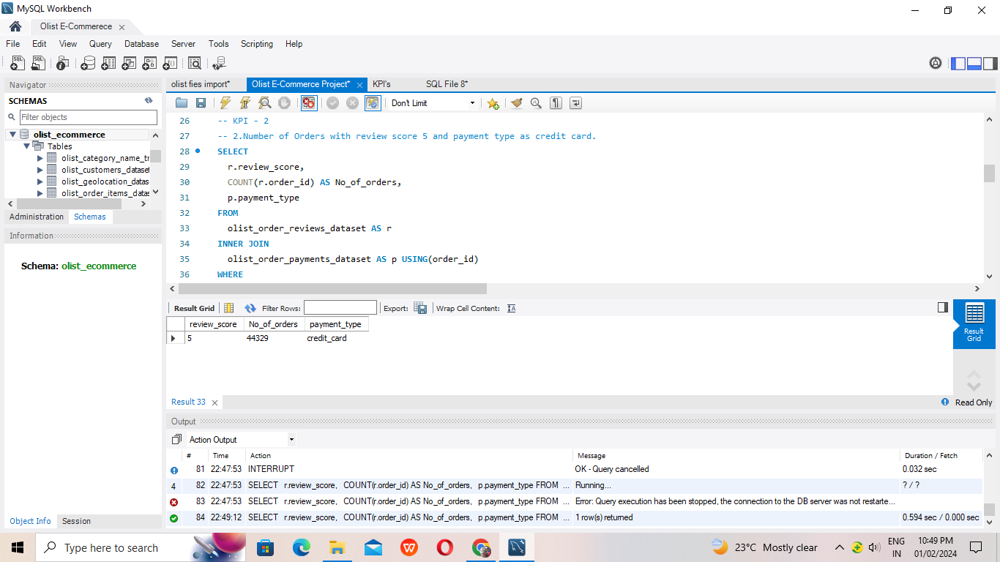 MySQL Workbench
Olist E-Commerece
File Edit View Query Database Server Tools Scripting Help
Navigator
SCHEMAS
Filter objects
olist_ecommerce
Tables
olist_category_name_tr
olist_customers_dataset
olist_geolocation_datas
olist_order_items_datas
Administration Schemas
Information
Schema: olist_ecommerce
Object Info Session
olist fies import* Olist E-Commerce Project* KPI's SQL File 8*
Don't Limit
26 -- KPI - 2
27 -- 2.Number of Orders with review score 5 and payment type as credit card.
28 SELECT
29 r.review_score,
30 COUNT(r.order_id) AS No_of_orders,
31 p.payment_type
32 FROM
33 olist_order_reviews_dataset AS r
34 INNER JOIN
35 olist_order_payments_dataset AS p USING(order_id)
36 WHERE
Result Grid Filter Rows: Export: Wrap Cell Content:
review_score No_of_orders payment_type
5 44329 credit_card
Result Grid
Result 33
Read Only
Output
Action Output
# Time Action Message Duration / Fetch
81 22:47:53 INTERRUPT OK - Query cancelled 0.032 sec
4 82 22:47:53 SELECT r.review_score, COUNT(r.order_id) AS No_of_orders, p.payment_type FROM ... Running... ? / ?
83 22:47:53 SELECT r.review_score, COUNT(r.order_id) AS No_of_orders, p.payment_type FROM ... Error: Query execution has been stopped, the connection to the DB server was not restarte...
84 22:49:12 SELECT r.review_score, COUNT(r.order_id) AS No_of_orders, p.payment_type FROM ... 1 row(s) returned 0.594 sec / 0.000 sec
Type here to search
23°C Mostly clear
ENG IN
10:49 PM
01/02/2024